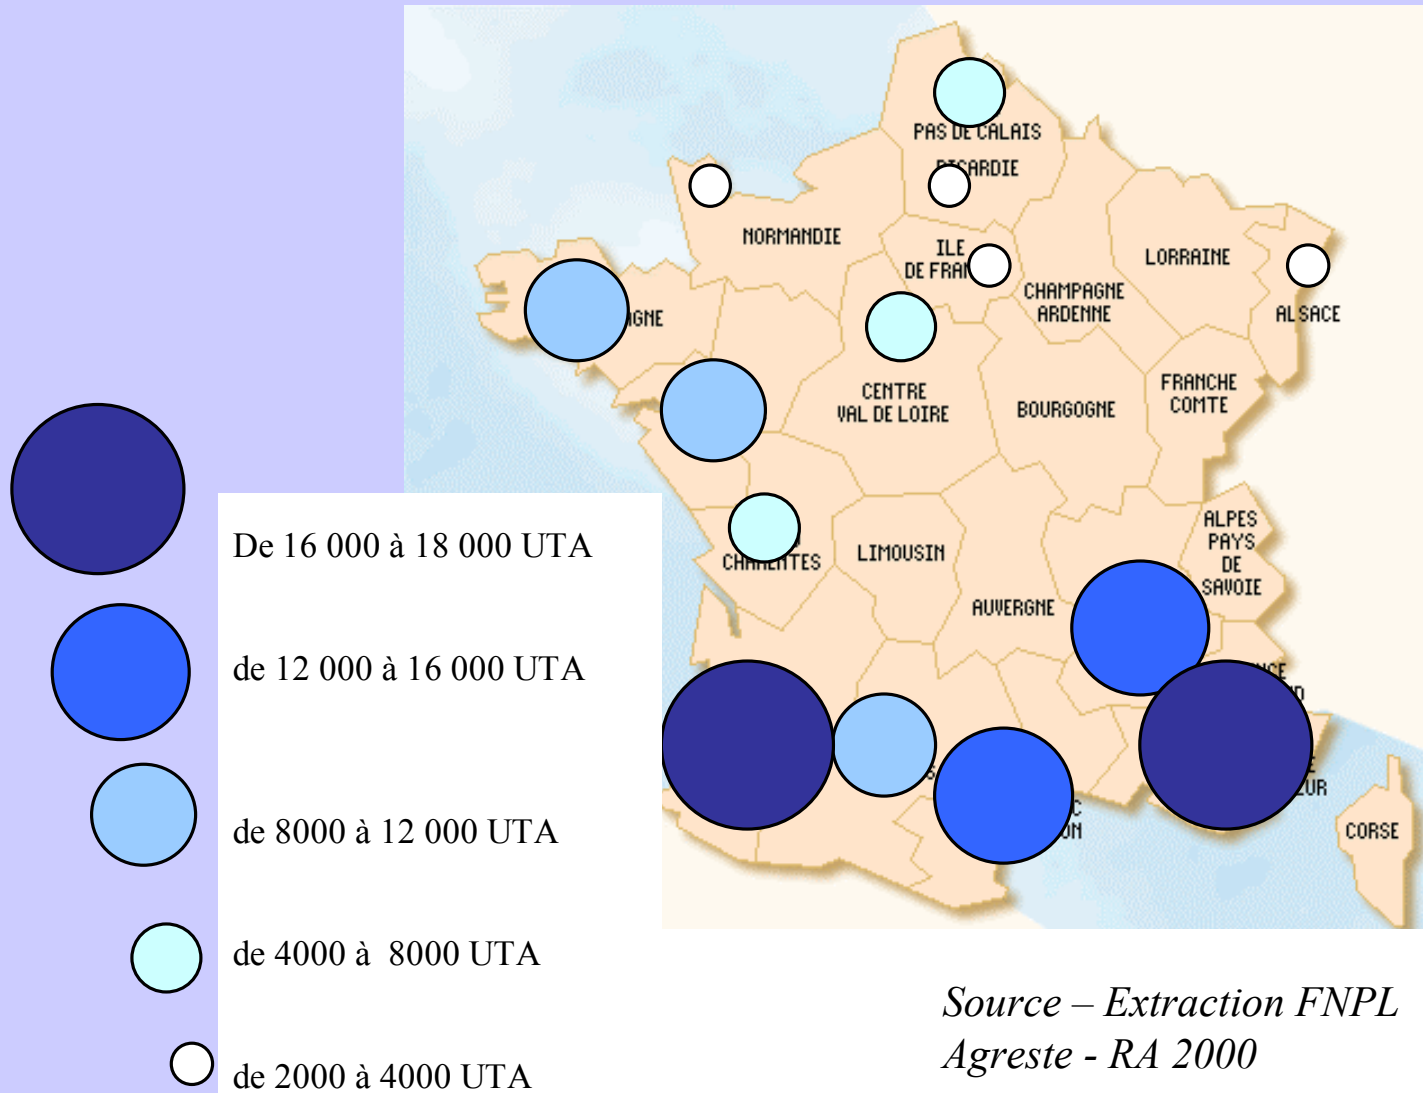 PAS DE CALAIS
NORMANDIE
ILE
LORRAINE
CHAMPAGNE
ARDENNE
ALSACE
CENTRE
VAL DE LOIRE
BOURGOGNE
FRANCHE
COMTE
ALPES
PAYS
DE
SAVOIE
LIMOUSIN
AUVERGNE
CORSE
De 16 000 à 18 000 UTA
de 12 000 à 16 000 UTA
de 8000 à 12 000 UTA
de 4000 à 8000 UTA
de 2000 à 4000 UTA
Source – Extraction FNPL
Agreste - RA 2000